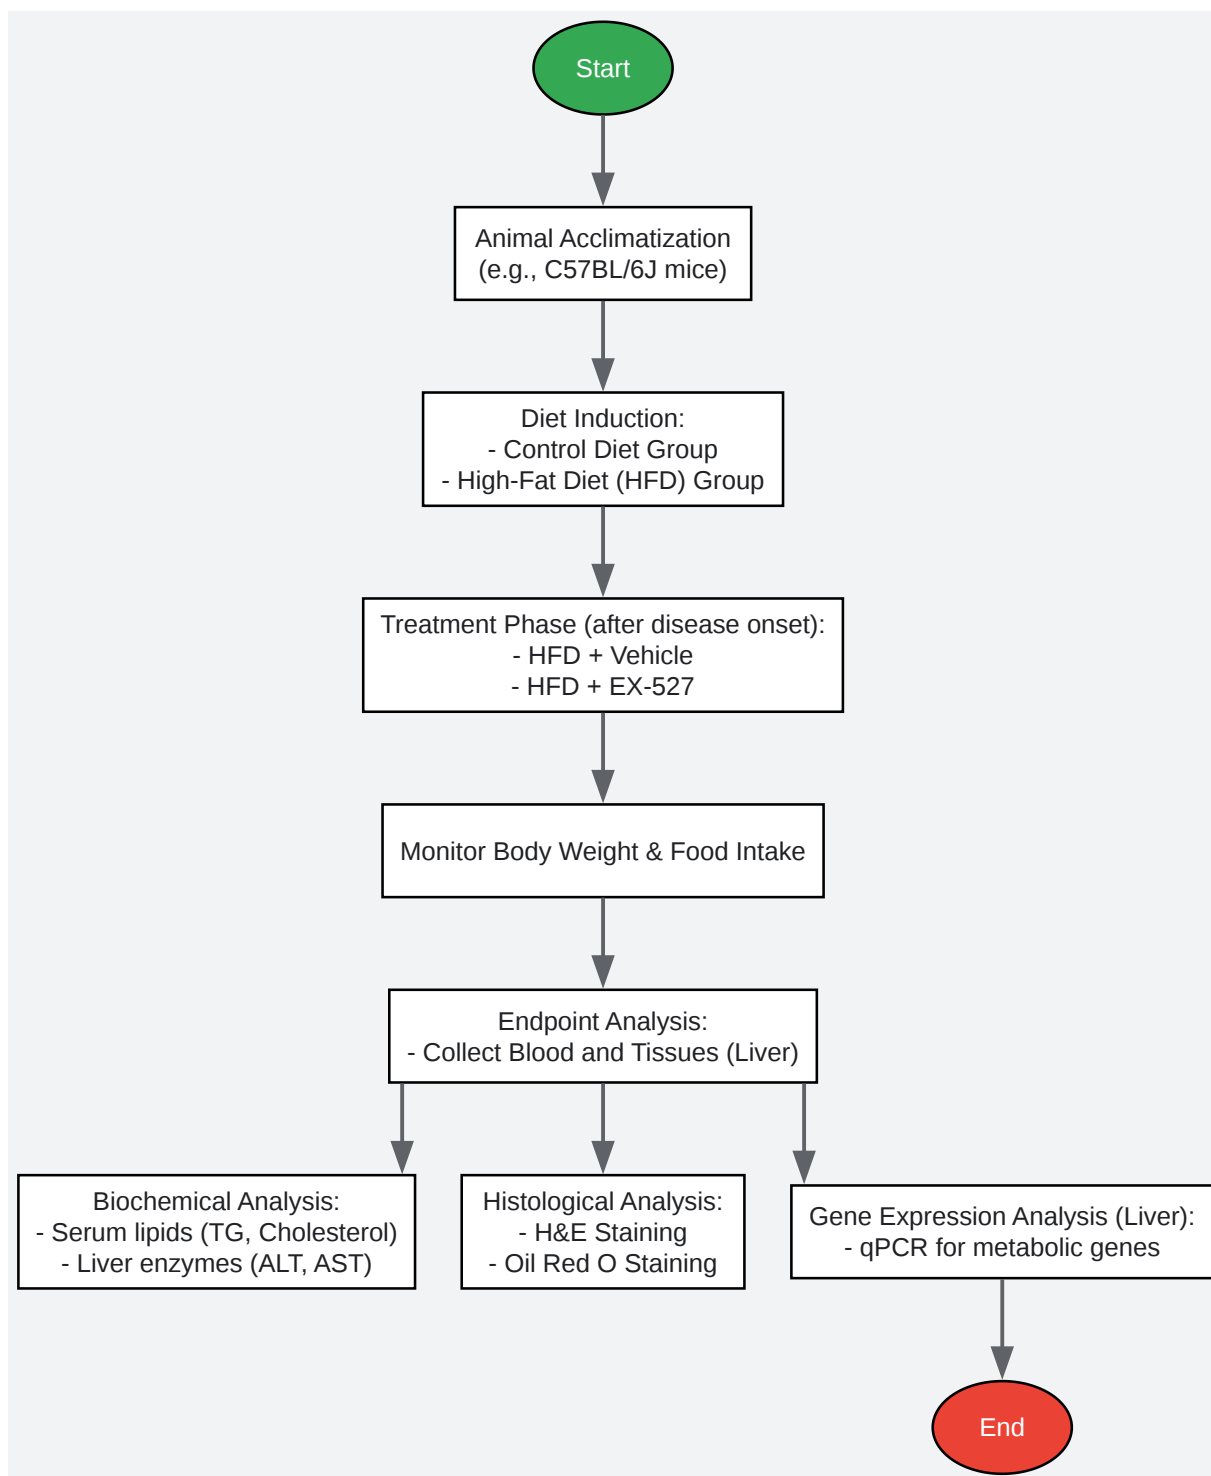 Start
Animal Acclimatization
(e.g., C57BL/6J mice)
Diet Induction:
- Control Diet Group
- High-Fat Diet (HFD) Group
Treatment Phase (after disease onset):
- HFD + Vehicle
- HFD + EX-527
Monitor Body Weight & Food Intake
Endpoint Analysis:
- Collect Blood and Tissues (Liver)
Biochemical Analysis:
- Serum lipids (TG, Cholesterol)
- Liver enzymes (ALT, AST)
Histological Analysis:
- H&E Staining
- Oil Red O Staining
Gene Expression Analysis (Liver):
- qPCR for metabolic genes
End